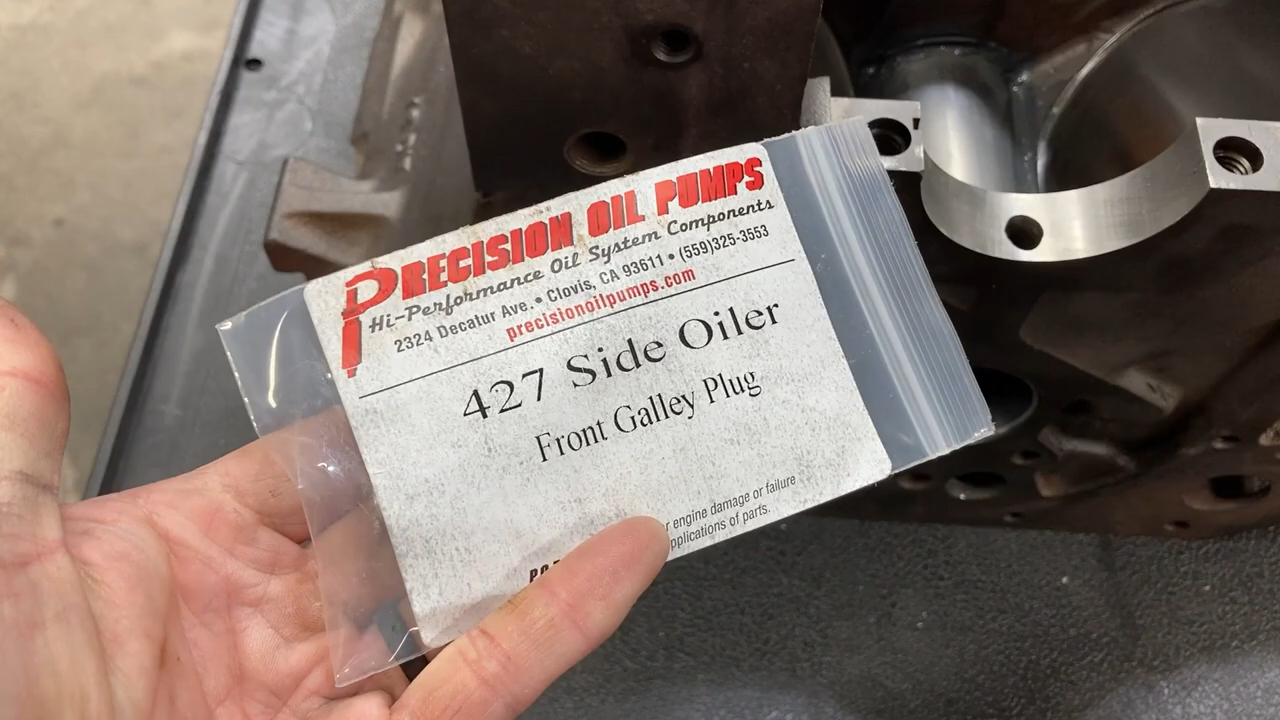 PRECISION OIL PUMPS
Hi-Performance Oil System Components
2324 Decatur Ave. • Clovis, CA 93611 • (559)325-3553
precisionoilpumps.com
427 Side Oiler
Front Galley Plug
engine damage or failure
of parts.